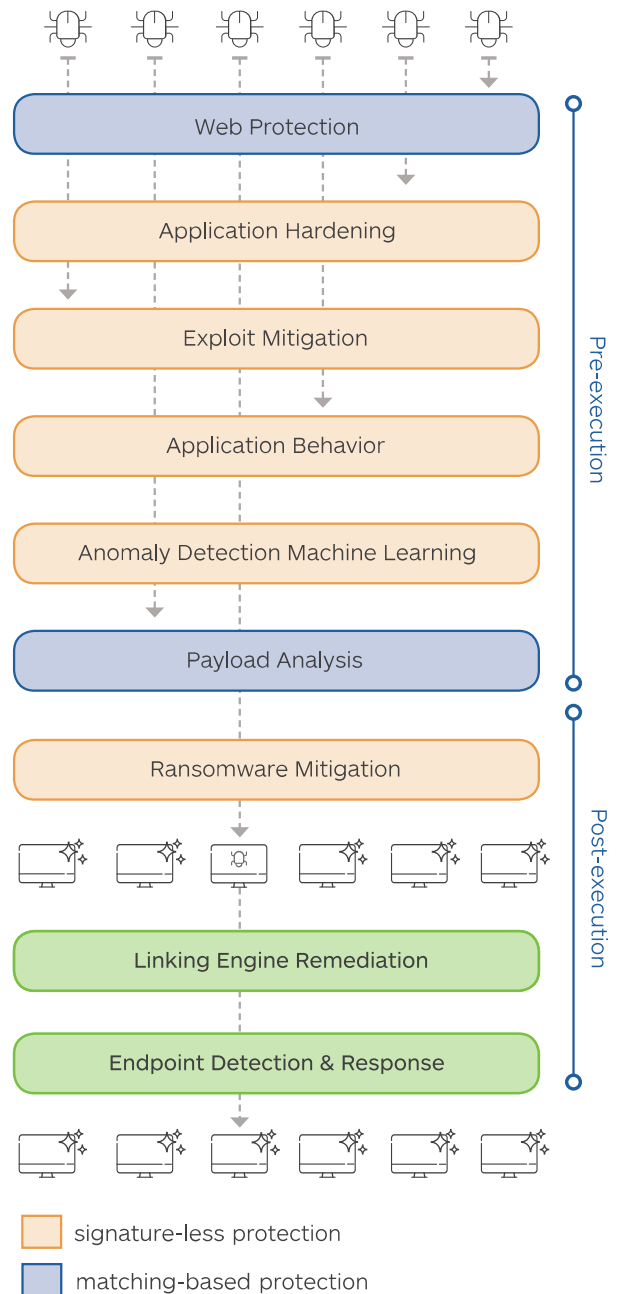 Web Protection
Application Hardening
Exploit Mitigation
Application Behavior
Anomaly Detection Machine Learning
Payload Analysis
Pre-execution
Ransomware Mitigation
Linking Engine Remediation
Endpoint Detection & Response
Post-execution
signature-less protection
matching-based protection